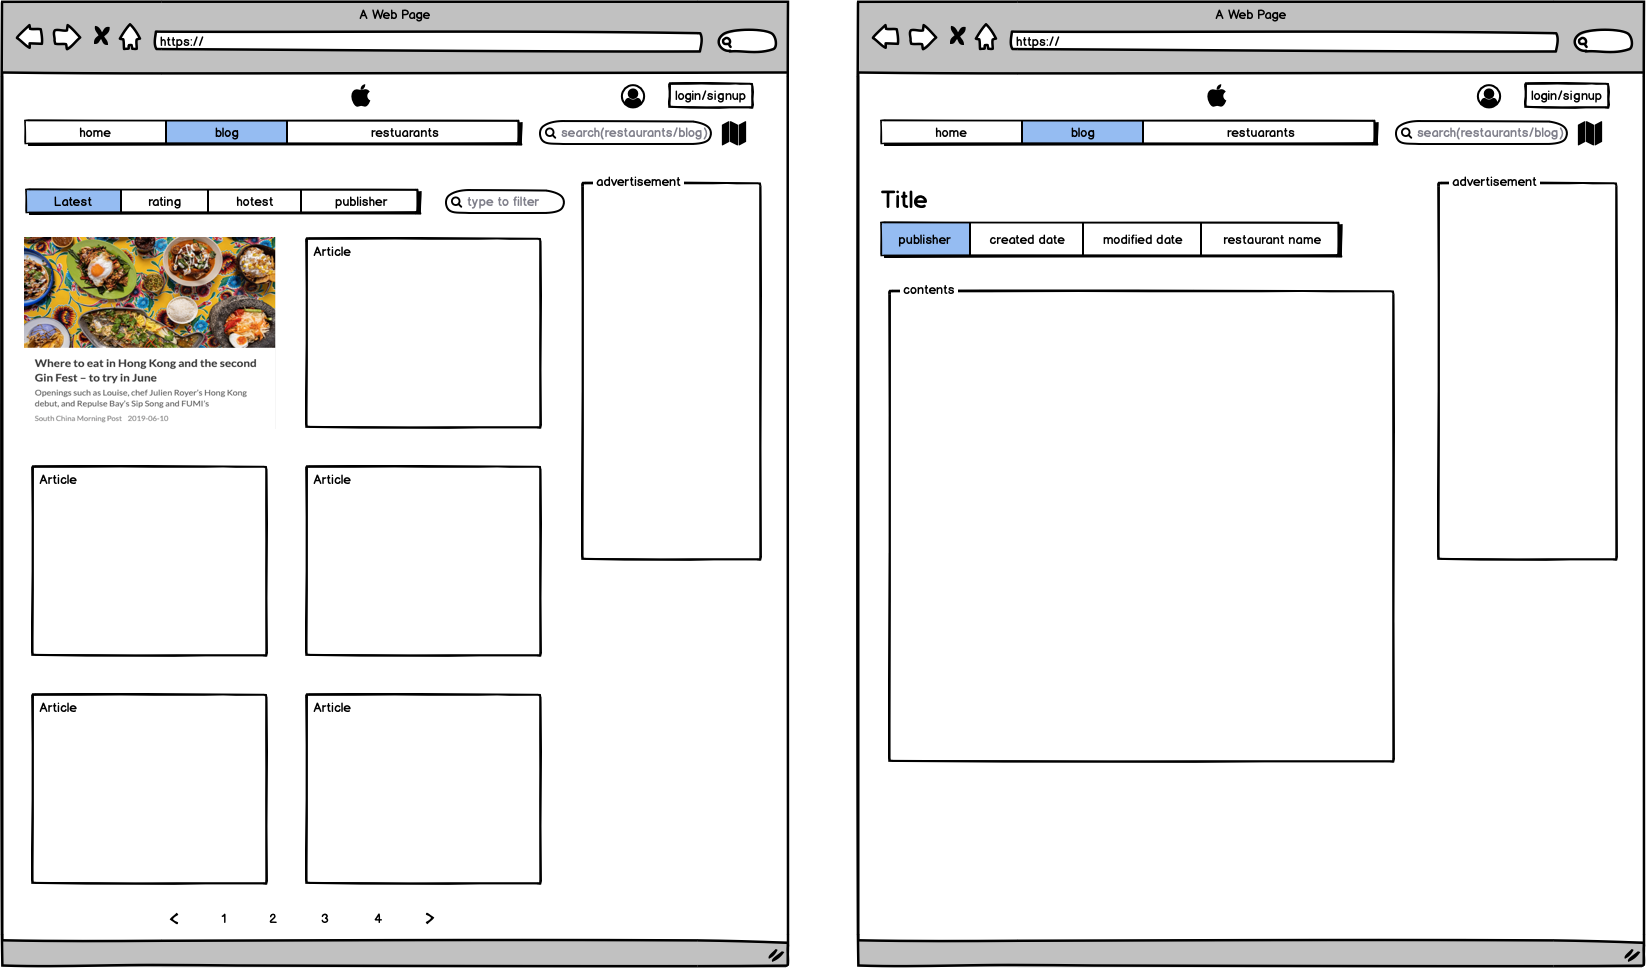 A Web Page
https://
login/signup
home blog restuarants search(restaurants/blog)
advertisement
Latest rating hotest publisher type to filter
Article
Where to eat in Hong Kong and the second
Gin Fest – to try in June
Openings such as Louise, chef Julien Royer's Hong Kong
debut, and Repulse Bay's Sip Song and FUMI's
South China Morning Post 2019-06-10
Article Article
Article Article
< 1 2 3 4 >
A Web Page
https://
login/signup
home blog restuarants search(restaurants/blog)
advertisement
Title
publisher created date modified date restaurant name
contents